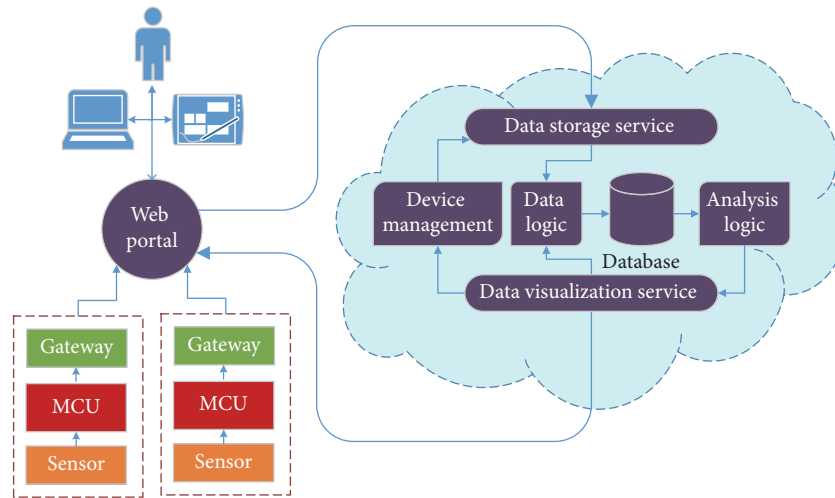 Data storage service
Web
portal
Device
management
Data
logic
Analysis
logic
Database
Data visualization service
Gateway
MCU
Sensor
Gateway
MCU
Sensor